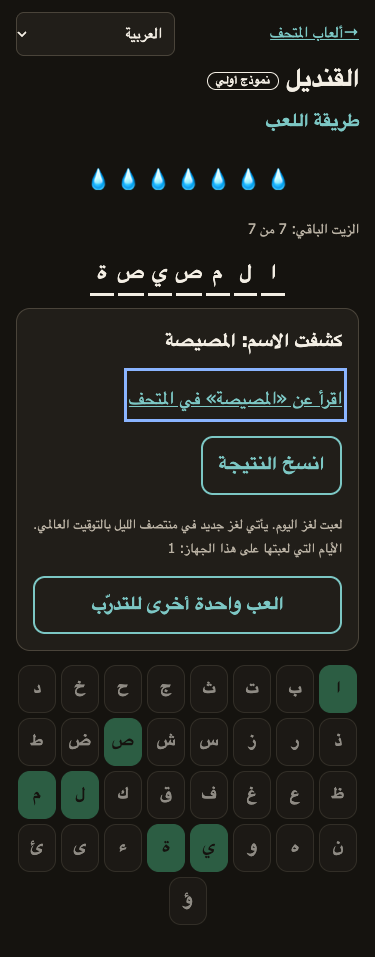 →ألعاب المتحف
العربية
القنديل نموذج أولي
طريقة اللعب
الزيت الباقي: 7 من 7
ا ل م ص ي ص ة
كشفت الاسم: المصيصة
اقرأ عن «المصيصة» في المتحف
انسخ النتيجة
لعبت لغز اليوم. يأتي لغز جديد في منتصف الليل بالتوقيت العالمي.
الأيام التي لعبتها على هذا الجهاز: 1
العب واحدة أخرى للتدرّب
ا ب ت ث ج ح خ د
ذ ر ز س ش ص ض ط
ظ ع غ ف ق ك ل م
ن ه و ي ة ء ى ئ
ؤ